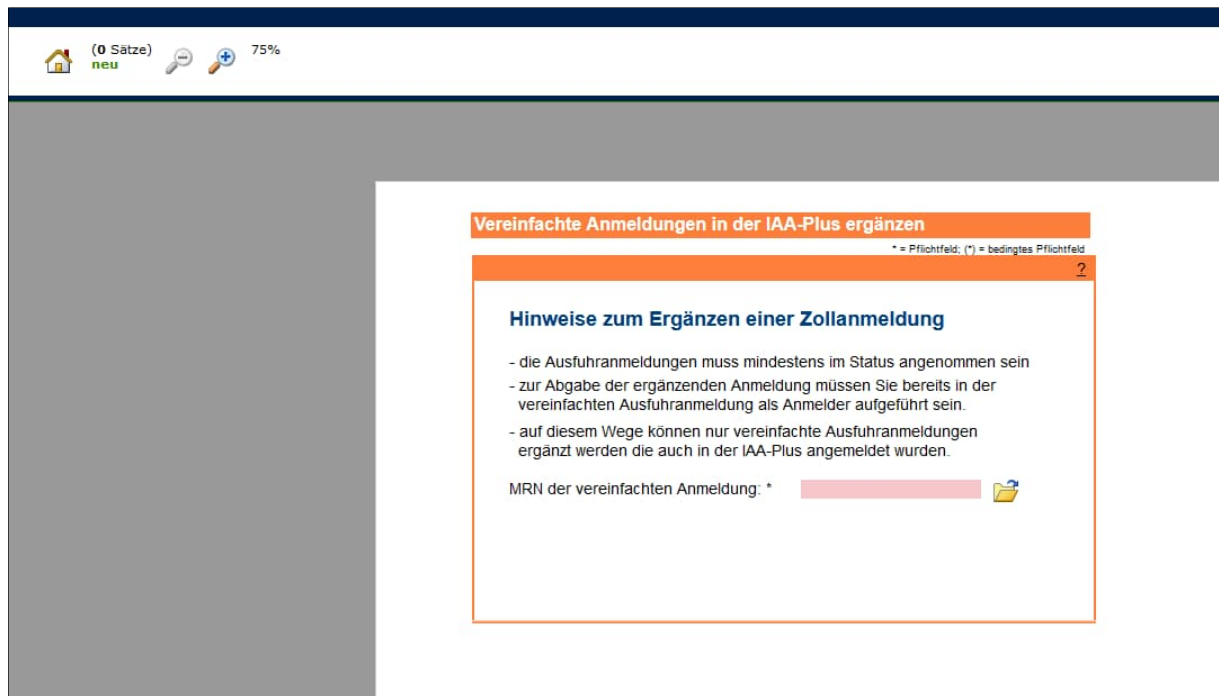 (0 Sätze)
neu
75%
Vereinfachte Anmeldungen in der IAA-Plus ergänzen
* = Pflichtfeld; (*) = bedingtes Pflichtfeld
?
Hinweise zum Ergänzen einer Zollanmeldung
- die Ausfuhranmeldungen muss mindestens im Status angenommen sein
- zur Abgabe der ergänzenden Anmeldung müssen Sie bereits in der
vereinfachten Ausfuhranmeldung als Anmelder aufgeführt sein.
- auf diesem Wege können nur vereinfachte Ausfuhranmeldungen
ergänzt werden die auch in der IAA-Plus angemeldet wurden.
MRN der vereinfachten Anmeldung: *